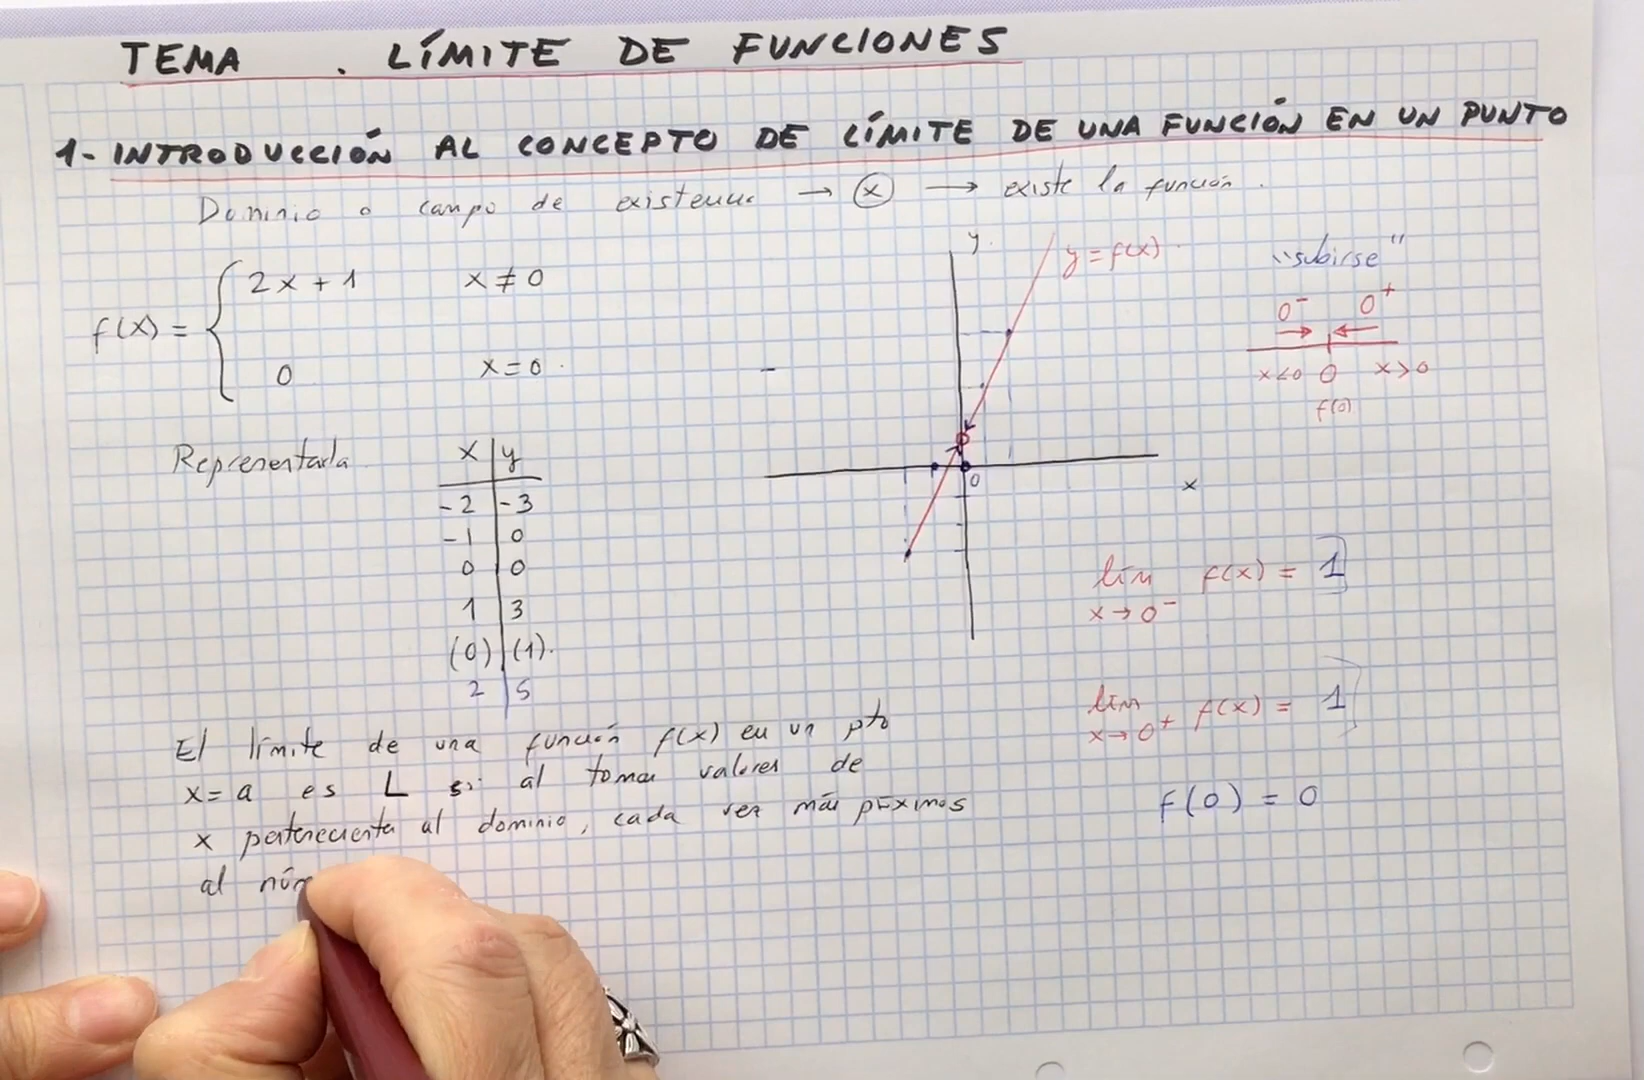 TEMA . LÍMITE DE FUNCIONES
1- INTRODUCCIÓN AL CONCEPTO DE LÍMITE DE UNA FUNCIÓN EN UN PUNTO
Dominio o campo de existencia → (x) → existe la función.
f(x) = { 2x + 1 x ≠ 0
0 x = 0.
Representarla
x | y
-2 | -3
-1 | 0
0 | 0
1 | 3
(0) | (1).
2 | 5
y
y = f(x)
0
x
"subirse"
0⁻ 0⁺
x<0 0 x>0
f(0)
lím f(x) = 1
x→0⁻
lím f(x) = 1
x→0⁺
f(0) = 0
El límite de una función f(x) en un pto
x = a es L si al tomar valores de
x pertenecientes al dominio, cada vez más próximos
al núm